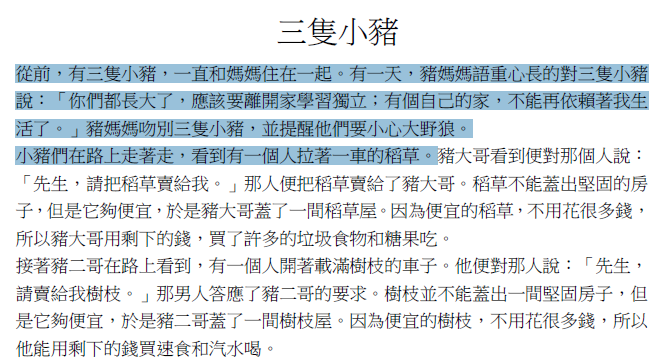 三隻小豬
從前，有三隻小豬，一直和媽媽住在一起。有一天，豬媽媽語重心長的對三隻小豬
說：「你們都長大了，應該要離開家學習獨立；有個自己的家，不能再依賴著我生
活了。」豬媽媽吻別三隻小豬，並提醒他們要小心大野狼。
小豬們在路上走著走，看到有一個人拉著一車的稻草。豬大哥看到便對那個人說：
「先生，請把稻草賣給我。」那人便把稻草賣給了豬大哥。稻草不能蓋出堅固的房
子，但是它夠便宜，於是豬大哥蓋了一間稻草屋。因為便宜的稻草，不用花很多錢，
所以豬大哥用剩下的錢，買了許多的垃圾食物和糖果吃。
接著豬二哥在路上看到，有一個人開著載滿樹枝的車子。他便對那人說：「先生，
請賣給我樹枝。」那男人答應了豬二哥的要求。樹枝並不能蓋出一間堅固房子，但
是它夠便宜，於是豬二哥蓋了一間樹枝屋。因為便宜的樹枝，不用花很多錢，所以
他能用剩下的錢買速食和汽水喝。